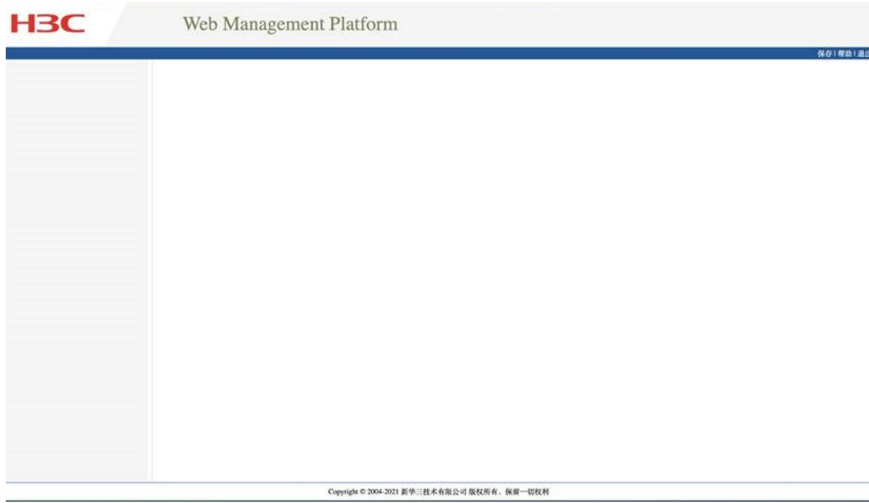 H3C
Web Management Platform
保存 | 帮助 | 退出
Copyright © 2004-2021 新华三技术有限公司 版权所有，保留一切权利